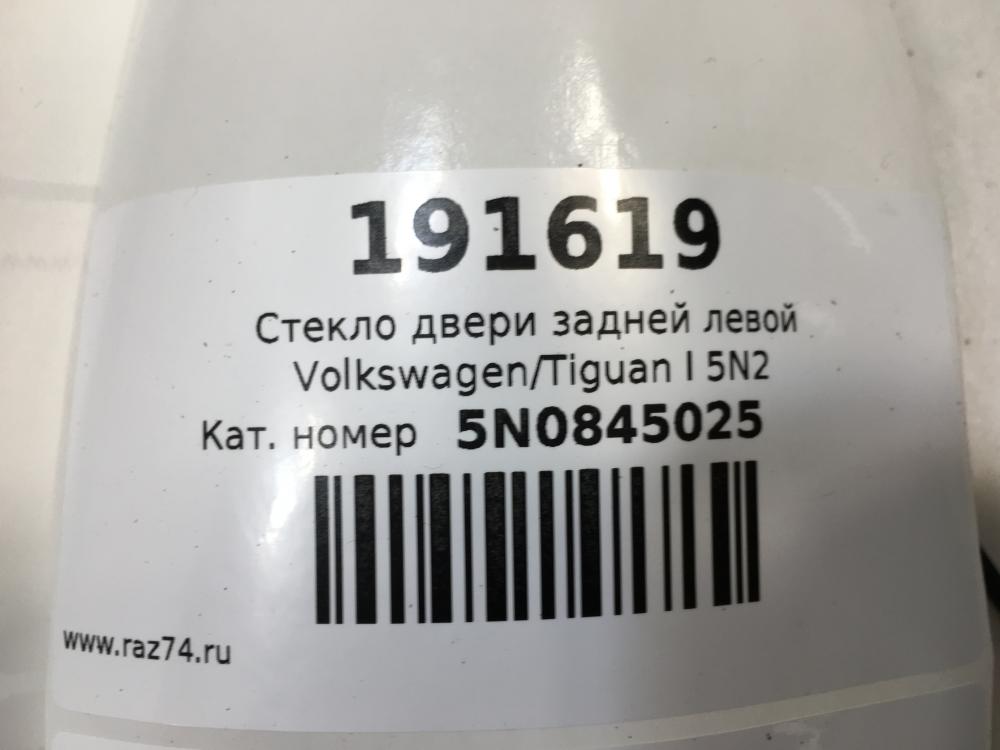 191619
Стекло двери задней левой
Volkswagen/Tiguan I 5N2
Кат. номер 5N0845025
www.raz74.ru